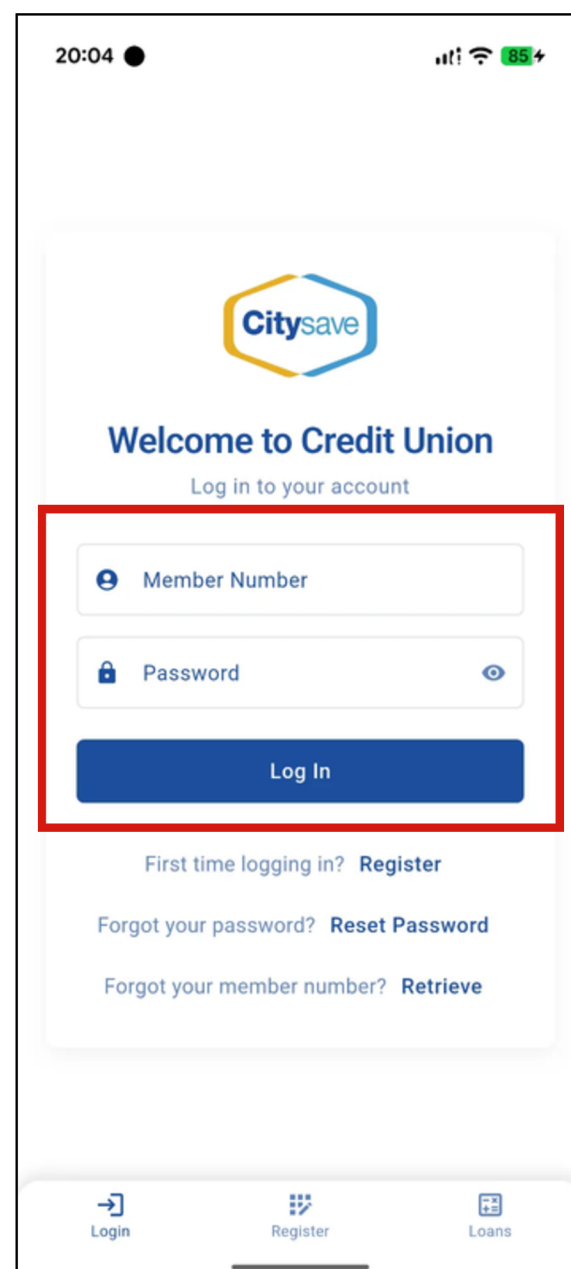 20:04
85
Citysave
Welcome to Credit Union
Log in to your account
Member Number
Password
Log In
First time logging in? Register
Forgot your password? Reset Password
Forgot your member number? Retrieve
Login Register Loans